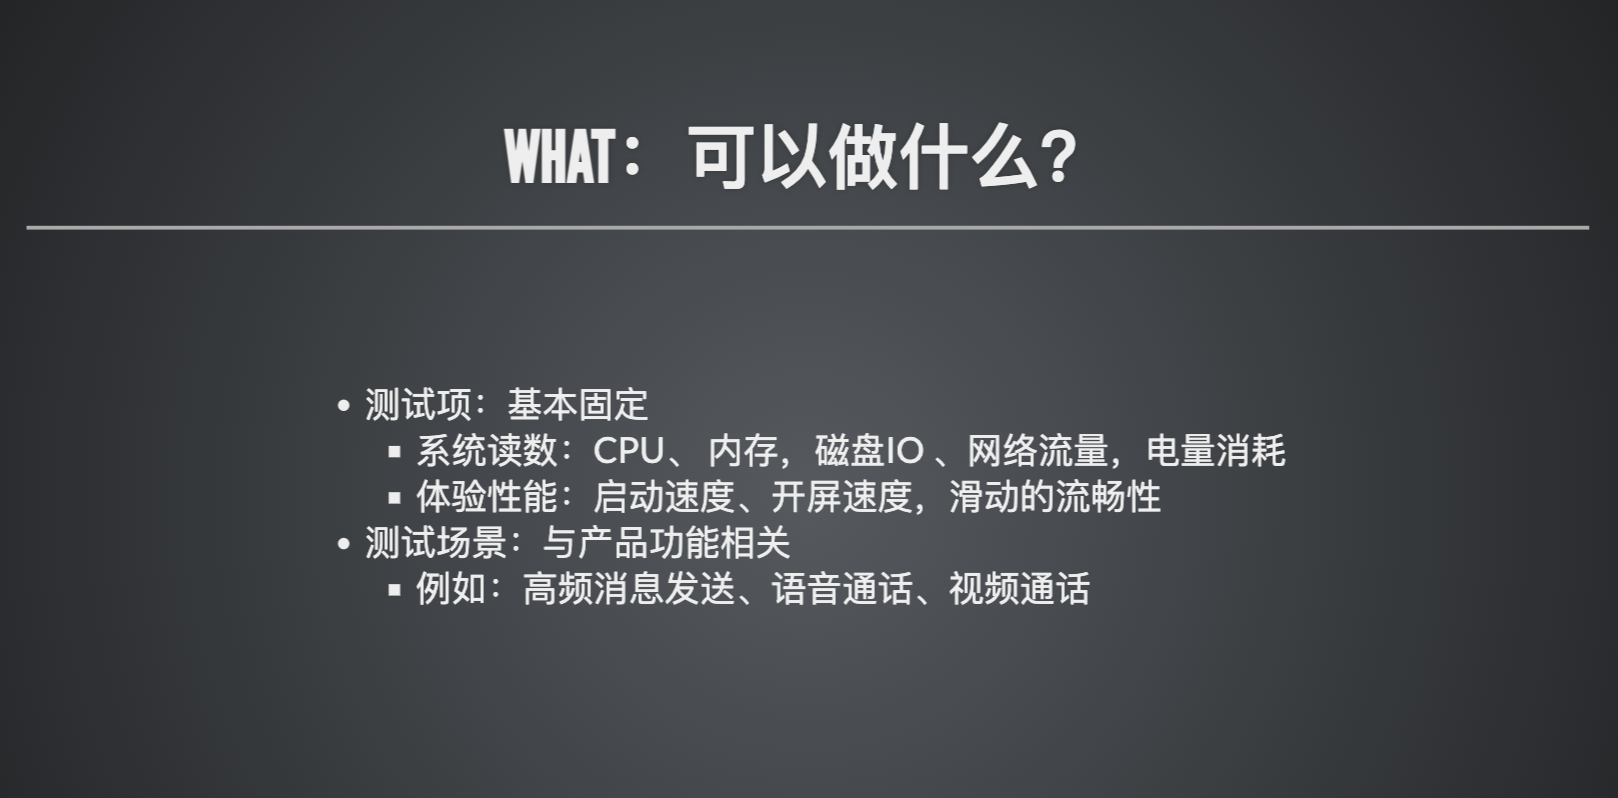 WHAT：可以做什么？
• 测试项：基本固定
▪ 系统读数：CPU、 内存，磁盘IO 、网络流量，电量消耗
▪ 体验性能：启动速度、开屏速度，滑动的流畅性
• 测试场景：与产品功能相关
▪ 例如：高频消息发送、语音通话、视频通话